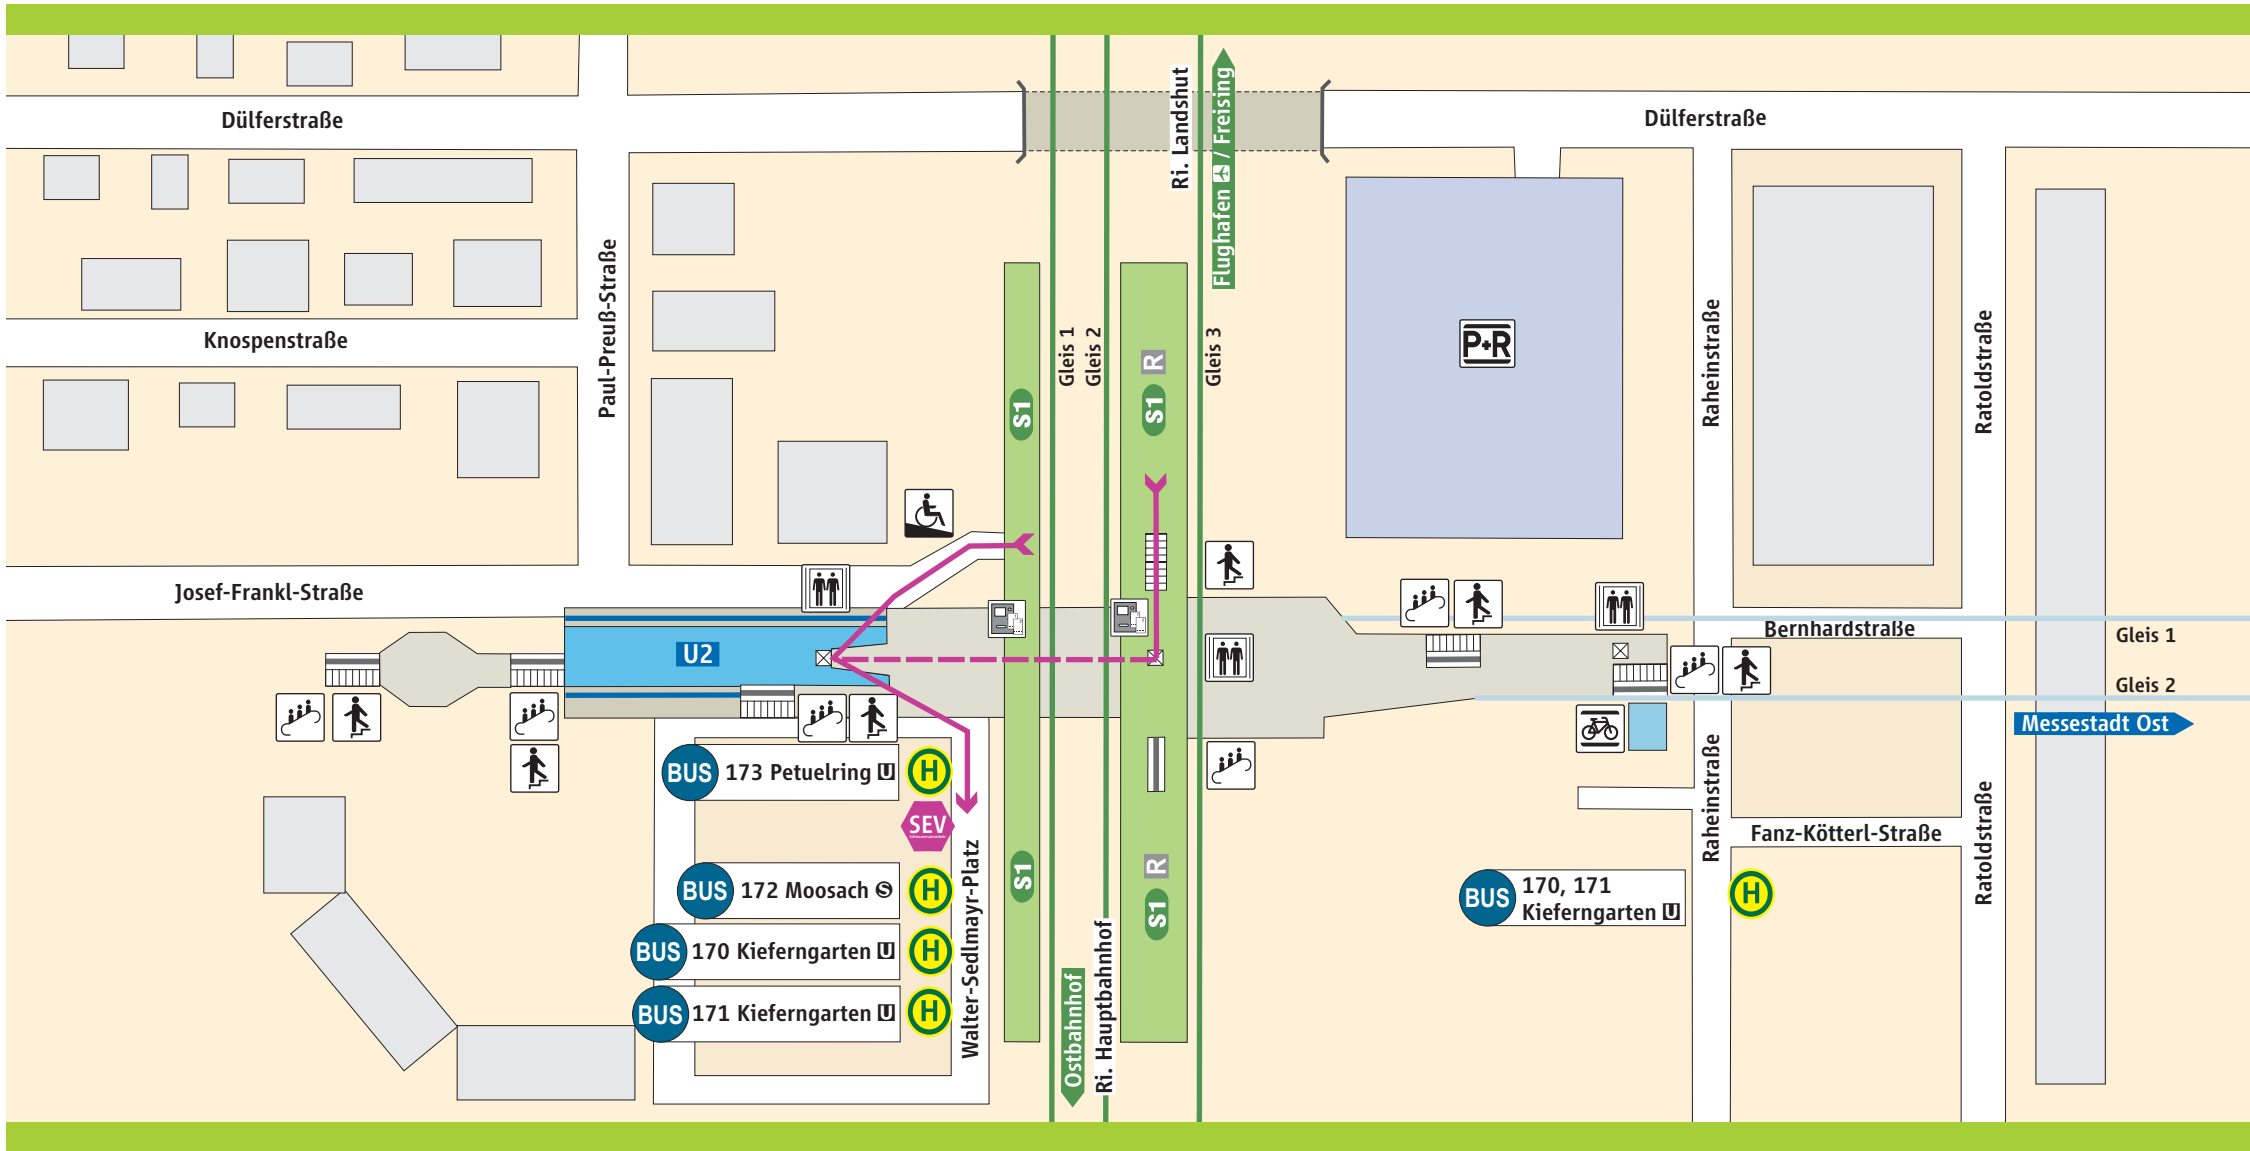 Dülferstraße
Dülferstraße
Ri. Landshut
Flughafen / Freising
Paul-Preuß-Straße
Knospenstraße
Gleis 1
Gleis 2
R
S1
Gleis 3
S1
P+R
Raheinstraße
Ratoldstraße
Josef-Frankl-Straße
U2
Bernhardstraße
Gleis 1
Gleis 2
Messestadt Ost
BUS 173 Petuelring U H
SEV
BUS 172 Moosach S H
BUS 170 Kieferngarten U H
BUS 171 Kieferngarten U H
Walter-Sedlmayr-Platz
S1
R
S1
Ostbahnhof
Ri. Hauptbahnhof
BUS 170, 171
Kieferngarten U
H
Raheinstraße
Fanz-Kötterl-Straße
Ratoldstraße